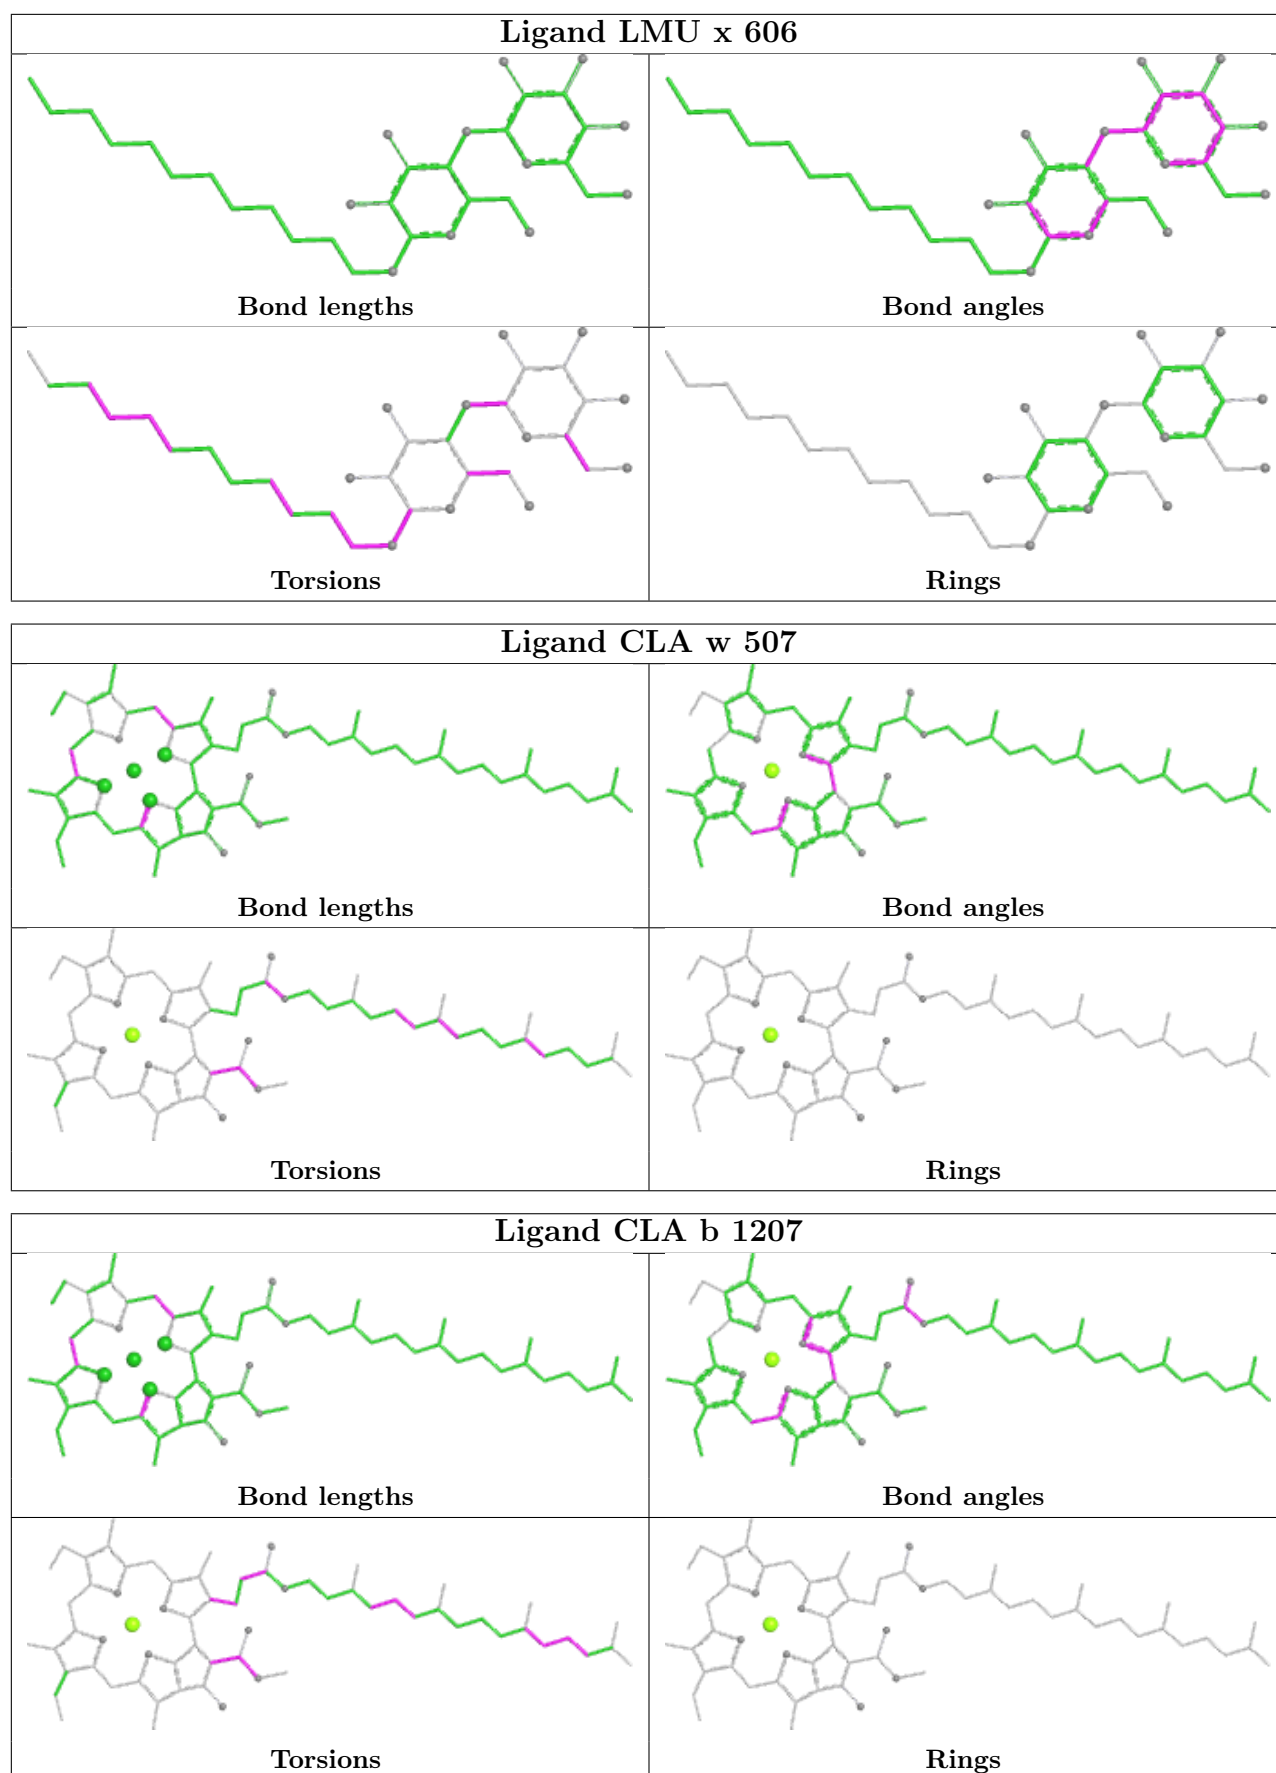 Ligand LMU x 606
Bond lengths
Bond angles
Torsions
Rings
Ligand CLA w 507
Bond lengths
Bond angles
Torsions
Rings
Ligand CLA b 1207
Bond lengths
Bond angles
Torsions
Rings